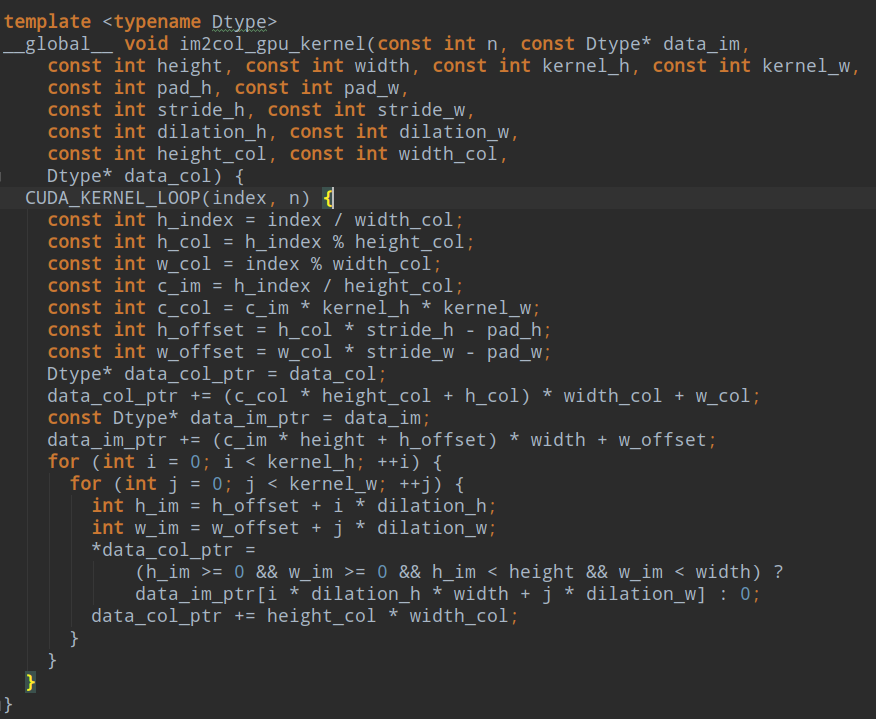 template <typename Dtype>
__global__ void im2col_gpu_kernel(const int n, const Dtype* data_im,
    const int height, const int width, const int kernel_h, const int kernel_w,
    const int pad_h, const int pad_w,
    const int stride_h, const int stride_w,
    const int dilation_h, const int dilation_w,
    const int height_col, const int width_col,
    Dtype* data_col) {
  CUDA_KERNEL_LOOP(index, n) {
    const int h_index = index / width_col;
    const int h_col = h_index % height_col;
    const int w_col = index % width_col;
    const int c_im = h_index / height_col;
    const int c_col = c_im * kernel_h * kernel_w;
    const int h_offset = h_col * stride_h - pad_h;
    const int w_offset = w_col * stride_w - pad_w;
    Dtype* data_col_ptr = data_col;
    data_col_ptr += (c_col * height_col + h_col) * width_col + w_col;
    const Dtype* data_im_ptr = data_im;
    data_im_ptr += (c_im * height + h_offset) * width + w_offset;
    for (int i = 0; i < kernel_h; ++i) {
      for (int j = 0; j < kernel_w; ++j) {
        int h_im = h_offset + i * dilation_h;
        int w_im = w_offset + j * dilation_w;
        *data_col_ptr =
            (h_im >= 0 && w_im >= 0 && h_im < height && w_im < width) ?
            data_im_ptr[i * dilation_h * width + j * dilation_w] : 0;
        data_col_ptr += height_col * width_col;
      }
    }
  }
}